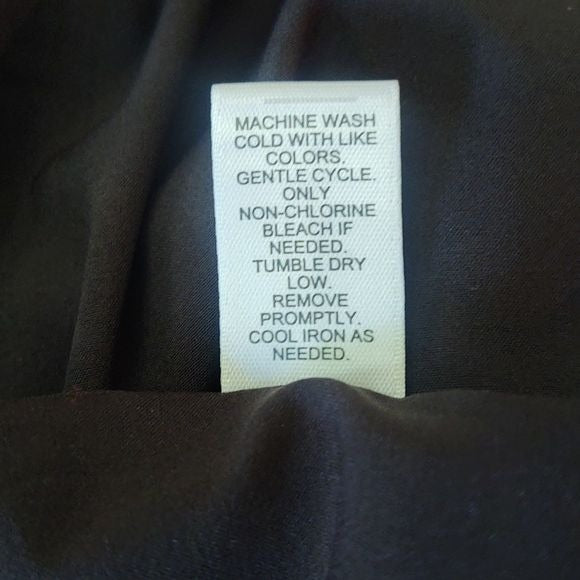 MACHINE WASH
COLD WITH LIKE
COLORS.
GENTLE CYCLE.
ONLY
NON-CHLORINE
BLEACH IF
NEEDED.
TUMBLE DRY
LOW.
REMOVE
PROMPTLY.
COOL IRON AS
NEEDED.